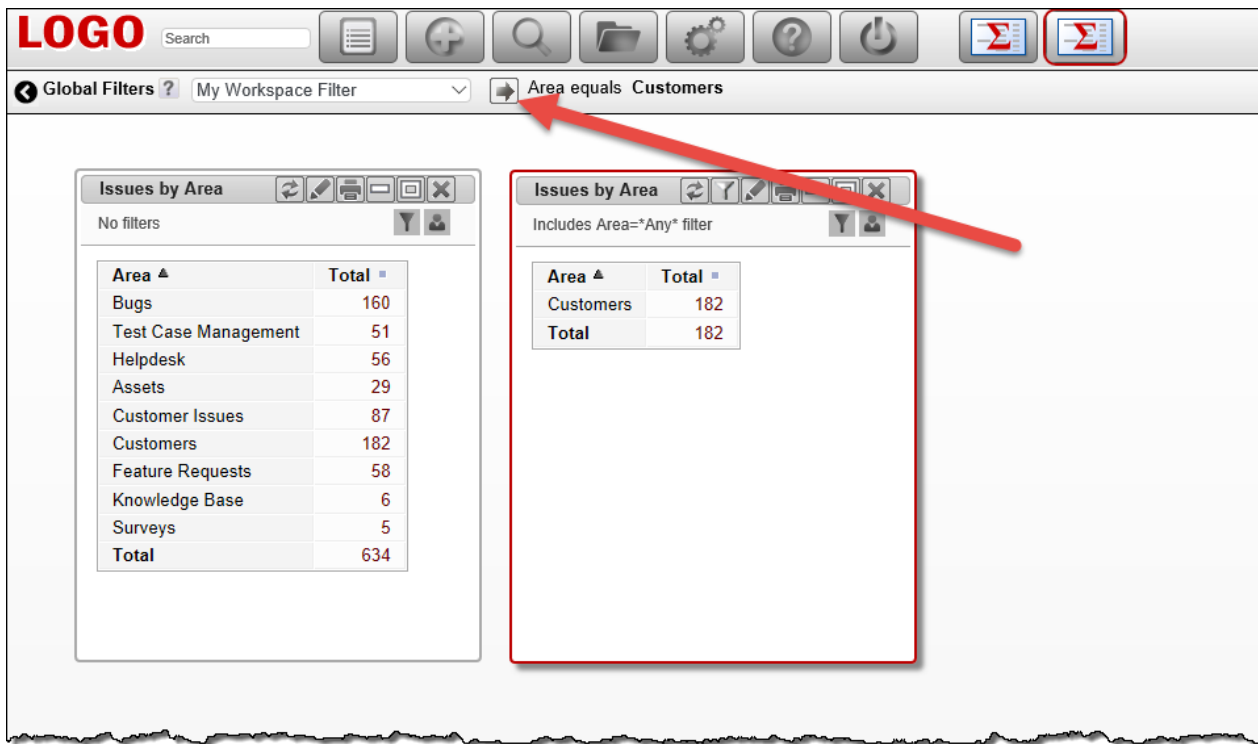 LOGO Search
Global Filters ? My Workspace Filter Area equals Customers
Issues by Area
No filters
Area Total
Bugs 160
Test Case Management 51
Helpdesk 56
Assets 29
Customer Issues 87
Customers 182
Feature Requests 58
Knowledge Base 6
Surveys 5
Total 634
Issues by Area
Includes Area=*Any* filter
Area Total
Customers 182
Total 182